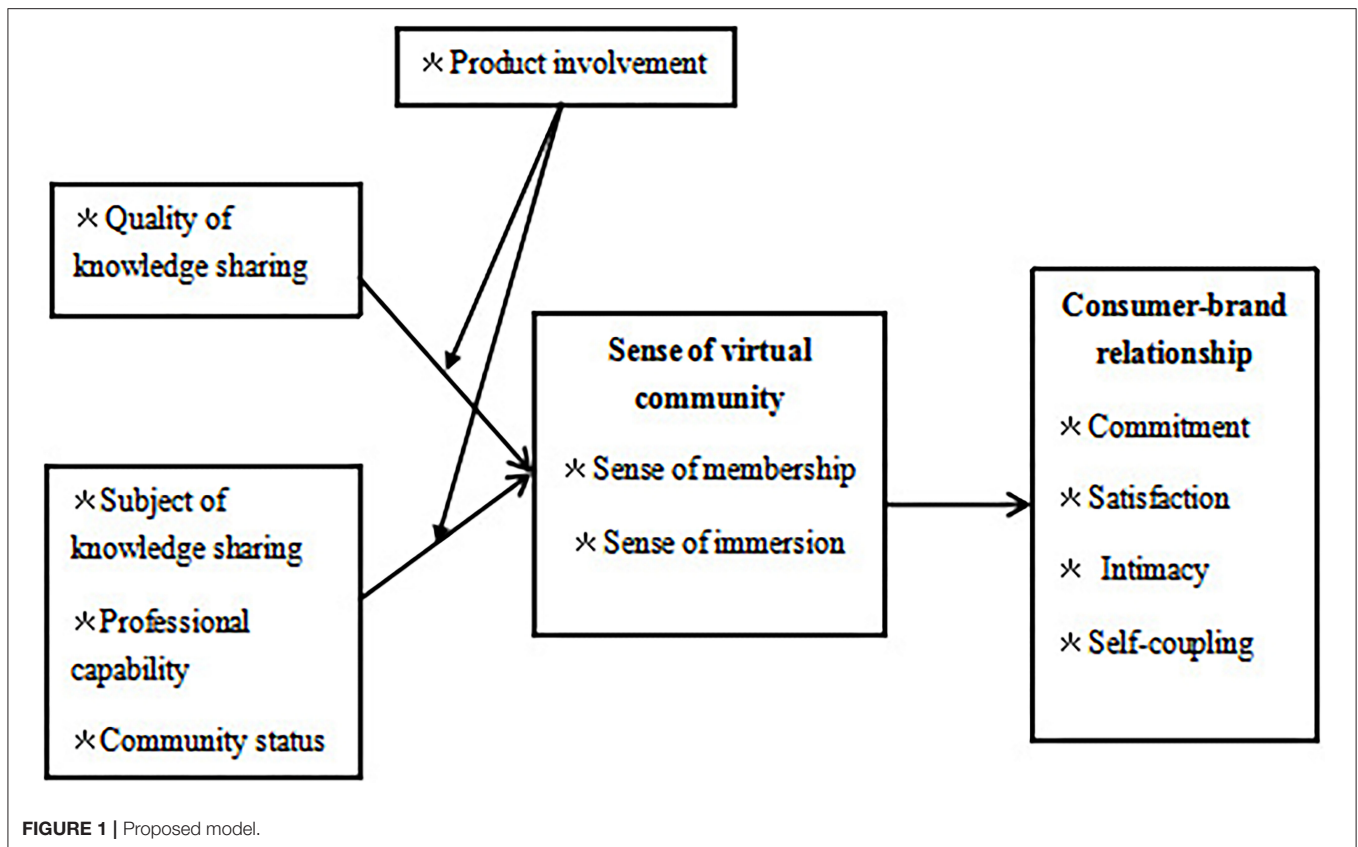 ⚹ Product involvement
⚹ Quality of
knowledge sharing
⚹ Subject of
knowledge sharing
⚹ Professional
capability
⚹ Community status
Sense of virtual
community
⚹ Sense of membership
⚹ Sense of immersion
Consumer-brand
relationship
⚹ Commitment
⚹ Satisfaction
⚹ Intimacy
⚹ Self-coupling
FIGURE 1 | Proposed model.